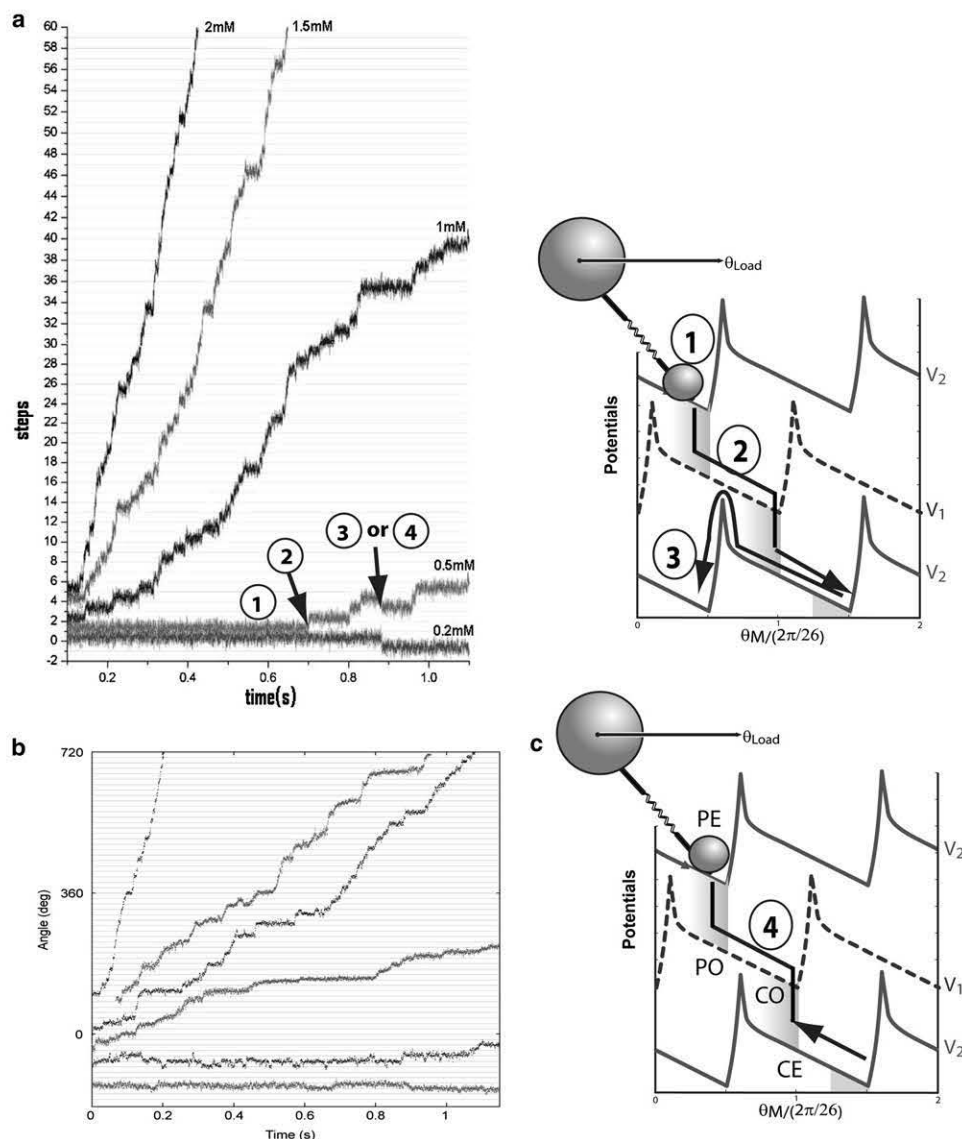 a
60
58
56
54
52
50
48
46
44
42
40
38
36
34
32
30
28
26
24
22
20
18
16
14
12
10
8
6
4
2
0
-2
steps
2mM
1.5mM
1mM
0.5mM
0.2mM
1
2
3 or 4
0.2
0.4
0.6
0.8
1.0
time(s)
θLoad
1
2
3
V2
V1
V2
Potentials
0
1
2
θM/(2π/26)
b
720
360
0
Angle (deg)
0
0.2
0.4
0.6
0.8
1
Time (s)
c
θLoad
PE
4
PO
CO
CE
V2
V1
V2
Potentials
0
1
2
θM/(2π/26)